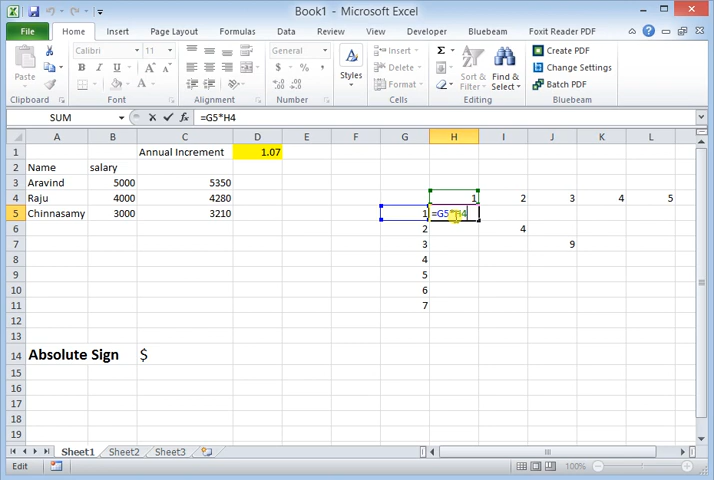 Book1 - Microsoft Excel
File Home Insert Page Layout Formulas Data Review View Developer Foxit Reader PDF Bluebeam
Paste Calibri 11 General Styles Insert Σ Sort & Filter Find & Select Create PDF
B I U A A $ % , Delete Change Settings
Format Batch PDF
Clipboard Font Alignment Number Cells Editing Bluebeam
SUM fx =G5*H4
A B C D E F G H I J K L
1 Annual Increment 1.07
2 Name salary
3 Aravind 5000 5350
4 Raju 4000 4280 1 2 3 4 5
5 Chinnasamy 3000 3210 1 =G5*H4
6 2 4
7 3 9
8 4
9 5
10 6
11 7
12
13
14 Absolute Sign $
15
16
17
18
19
Sheet1 Sheet2 Sheet3
Edit 100%